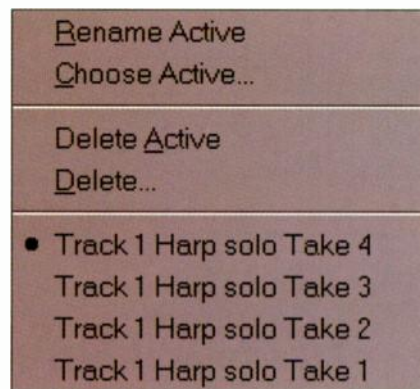 Rename Active
Choose Active...
Delete Active
Delete...
• Track 1 Harp solo Take 4
Track 1 Harp solo Take 3
Track 1 Harp solo Take 2
Track 1 Harp solo Take 1